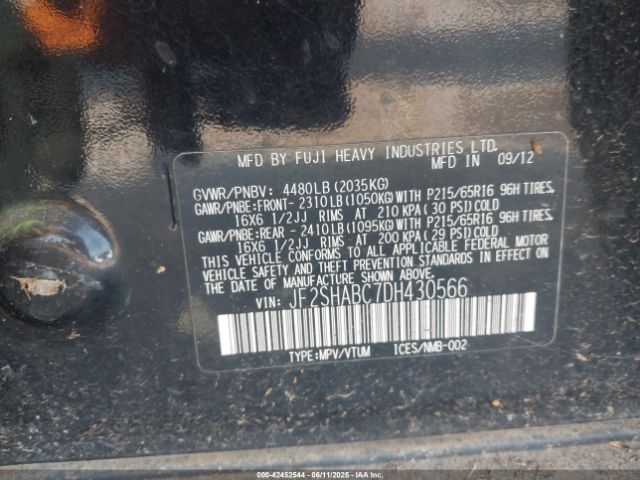 MFD BY FUJI HEAVY INDUSTRIES LTD.
MFD IN 09/12
GVWR/PNBV: 4480LB (2035KG)
GAWR/PNBE:FRONT- 2310LB (1050KG) WITH P215/65R16 96H TIRES,
16X6 1/2JJ RIMS AT 210 KPA (30 PSI) COLD
GAWR/PNBE:REAR - 2410LB (1095KG) WITH P215/65R16 96H TIRES,
16X6 1/2JJ RIMS AT 200 KPA (29 PSI) COLD
THIS VEHICLE CONFORMS TO ALL APPLICABLE FEDERAL MOTOR
VEHICLE SAFETY AND THEFT PREVENTION STANDARDS IN EFFECT ON
THE DATE OF MANUFACTURE SHOWN ABOVE.
VIN: JF2SHABC7DH430566
TYPE:MPV/VTUM ICES/NMB-002
00-42452544 - 06/11/2025 - IAAI.COM